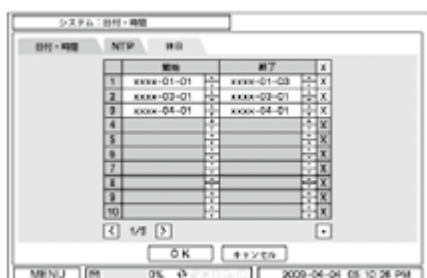 システム：日付・時間
日付・時間 NTP 休日
開始 終了 X
1 xxxx-01-01 xxxx-01-03 X
2 xxxx-03-01 xxxx-03-01 X
3 xxxx-04-01 xxxx-04-01 X
4 X
5 X
6 X
7 X
8 X
9 X
10 X
< 1/5 >
OK キャンセル
MENU 0% 2009-04-04 05:10:26 PM